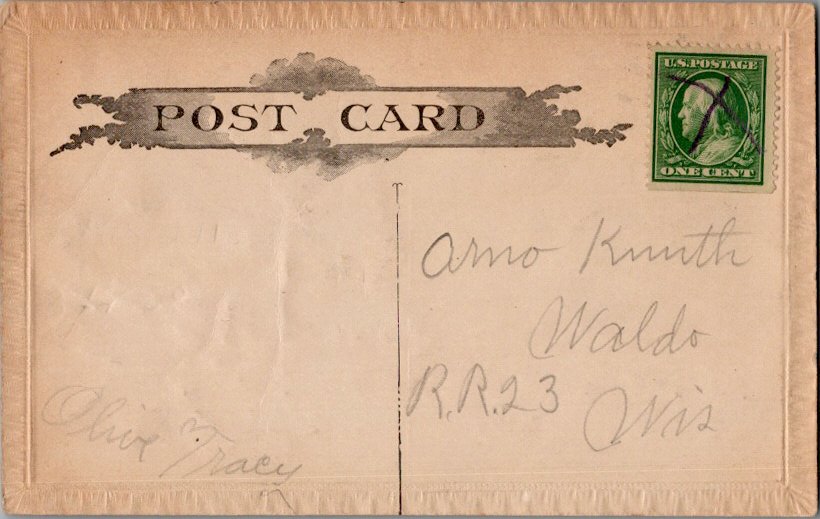 POST CARD
U.S. POSTAGE
ONE CENT
Arno Knuth
Waldo
R.R.23
Wis
Olive Tracy